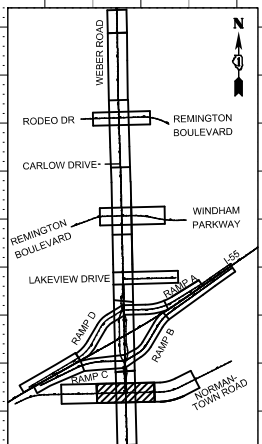 N
WEBER ROAD
RODEO DR
REMINGTON
BOULEVARD
CARLOW DRIVE
REMINGTON
BOULEVARD
WINDHAM
PARKWAY
LAKEVIEW DRIVE
I-55
RAMP A
RAMP D
RAMP B
RAMP C
NORMAN-
TOWN ROAD